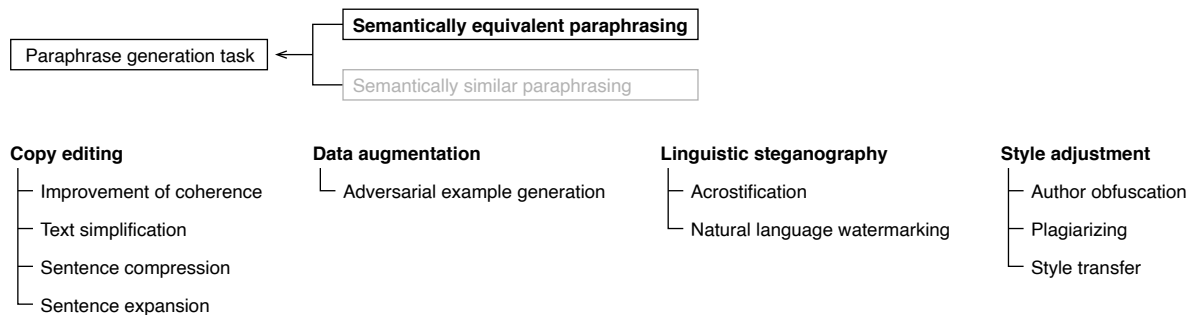 Semantically equivalent paraphrasing
Paraphrase generation task
Semantically similar paraphrasing
Copy editing
Improvement of coherence
Text simplification
Sentence compression
Sentence expansion
Data augmentation
Adversarial example generation
Linguistic steganography
Acrostification
Natural language watermarking
Style adjustment
Author obfuscation
Plagiarizing
Style transfer